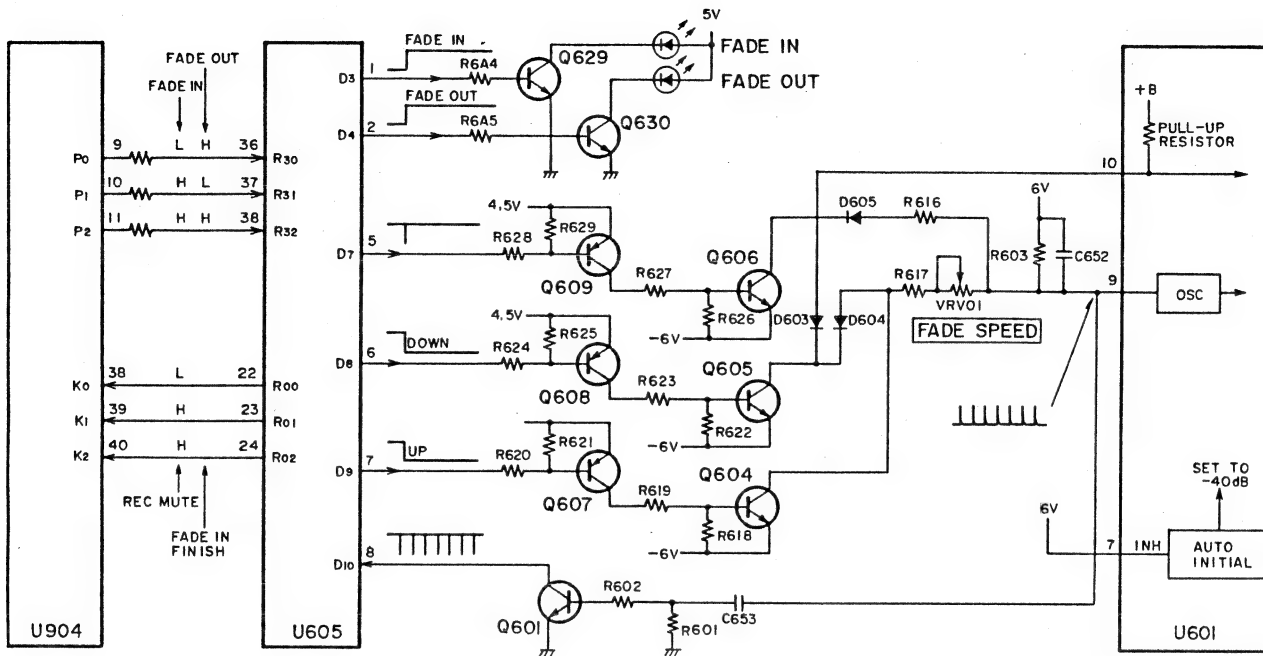 5V
FADE IN
FADE OUT
FADE IN
FADE OUT
D3
1
FADE IN
R6A4
Q629
D4
2
FADE OUT
R6A5
Q630
P0
9
L
H
36
R30
P1
10
H
L
37
R31
P2
11
H
H
38
R32
+B
PULL-UP
RESISTOR
10
D7
5
R628
4,5V
R629
Q609
R627
Q606
R626
-6V
D605
R616
6V
R603
C652
9
OSC
D603
D604
R617
VRV01
FADE SPEED
D8
6
DOWN
R624
4,5V
R625
Q608
R623
Q605
R622
-6V
K0
38
L
22
R00
K1
39
H
23
R01
K2
40
H
24
R02
REC MUTE
FADE IN
FINISH
D9
7
UP
R620
R621
Q607
R619
Q604
R618
-6V
SET TO
-40dB
6V
7
INH
AUTO
INITIAL
D10
8
Q601
R602
R601
C653
U904
U605
U601